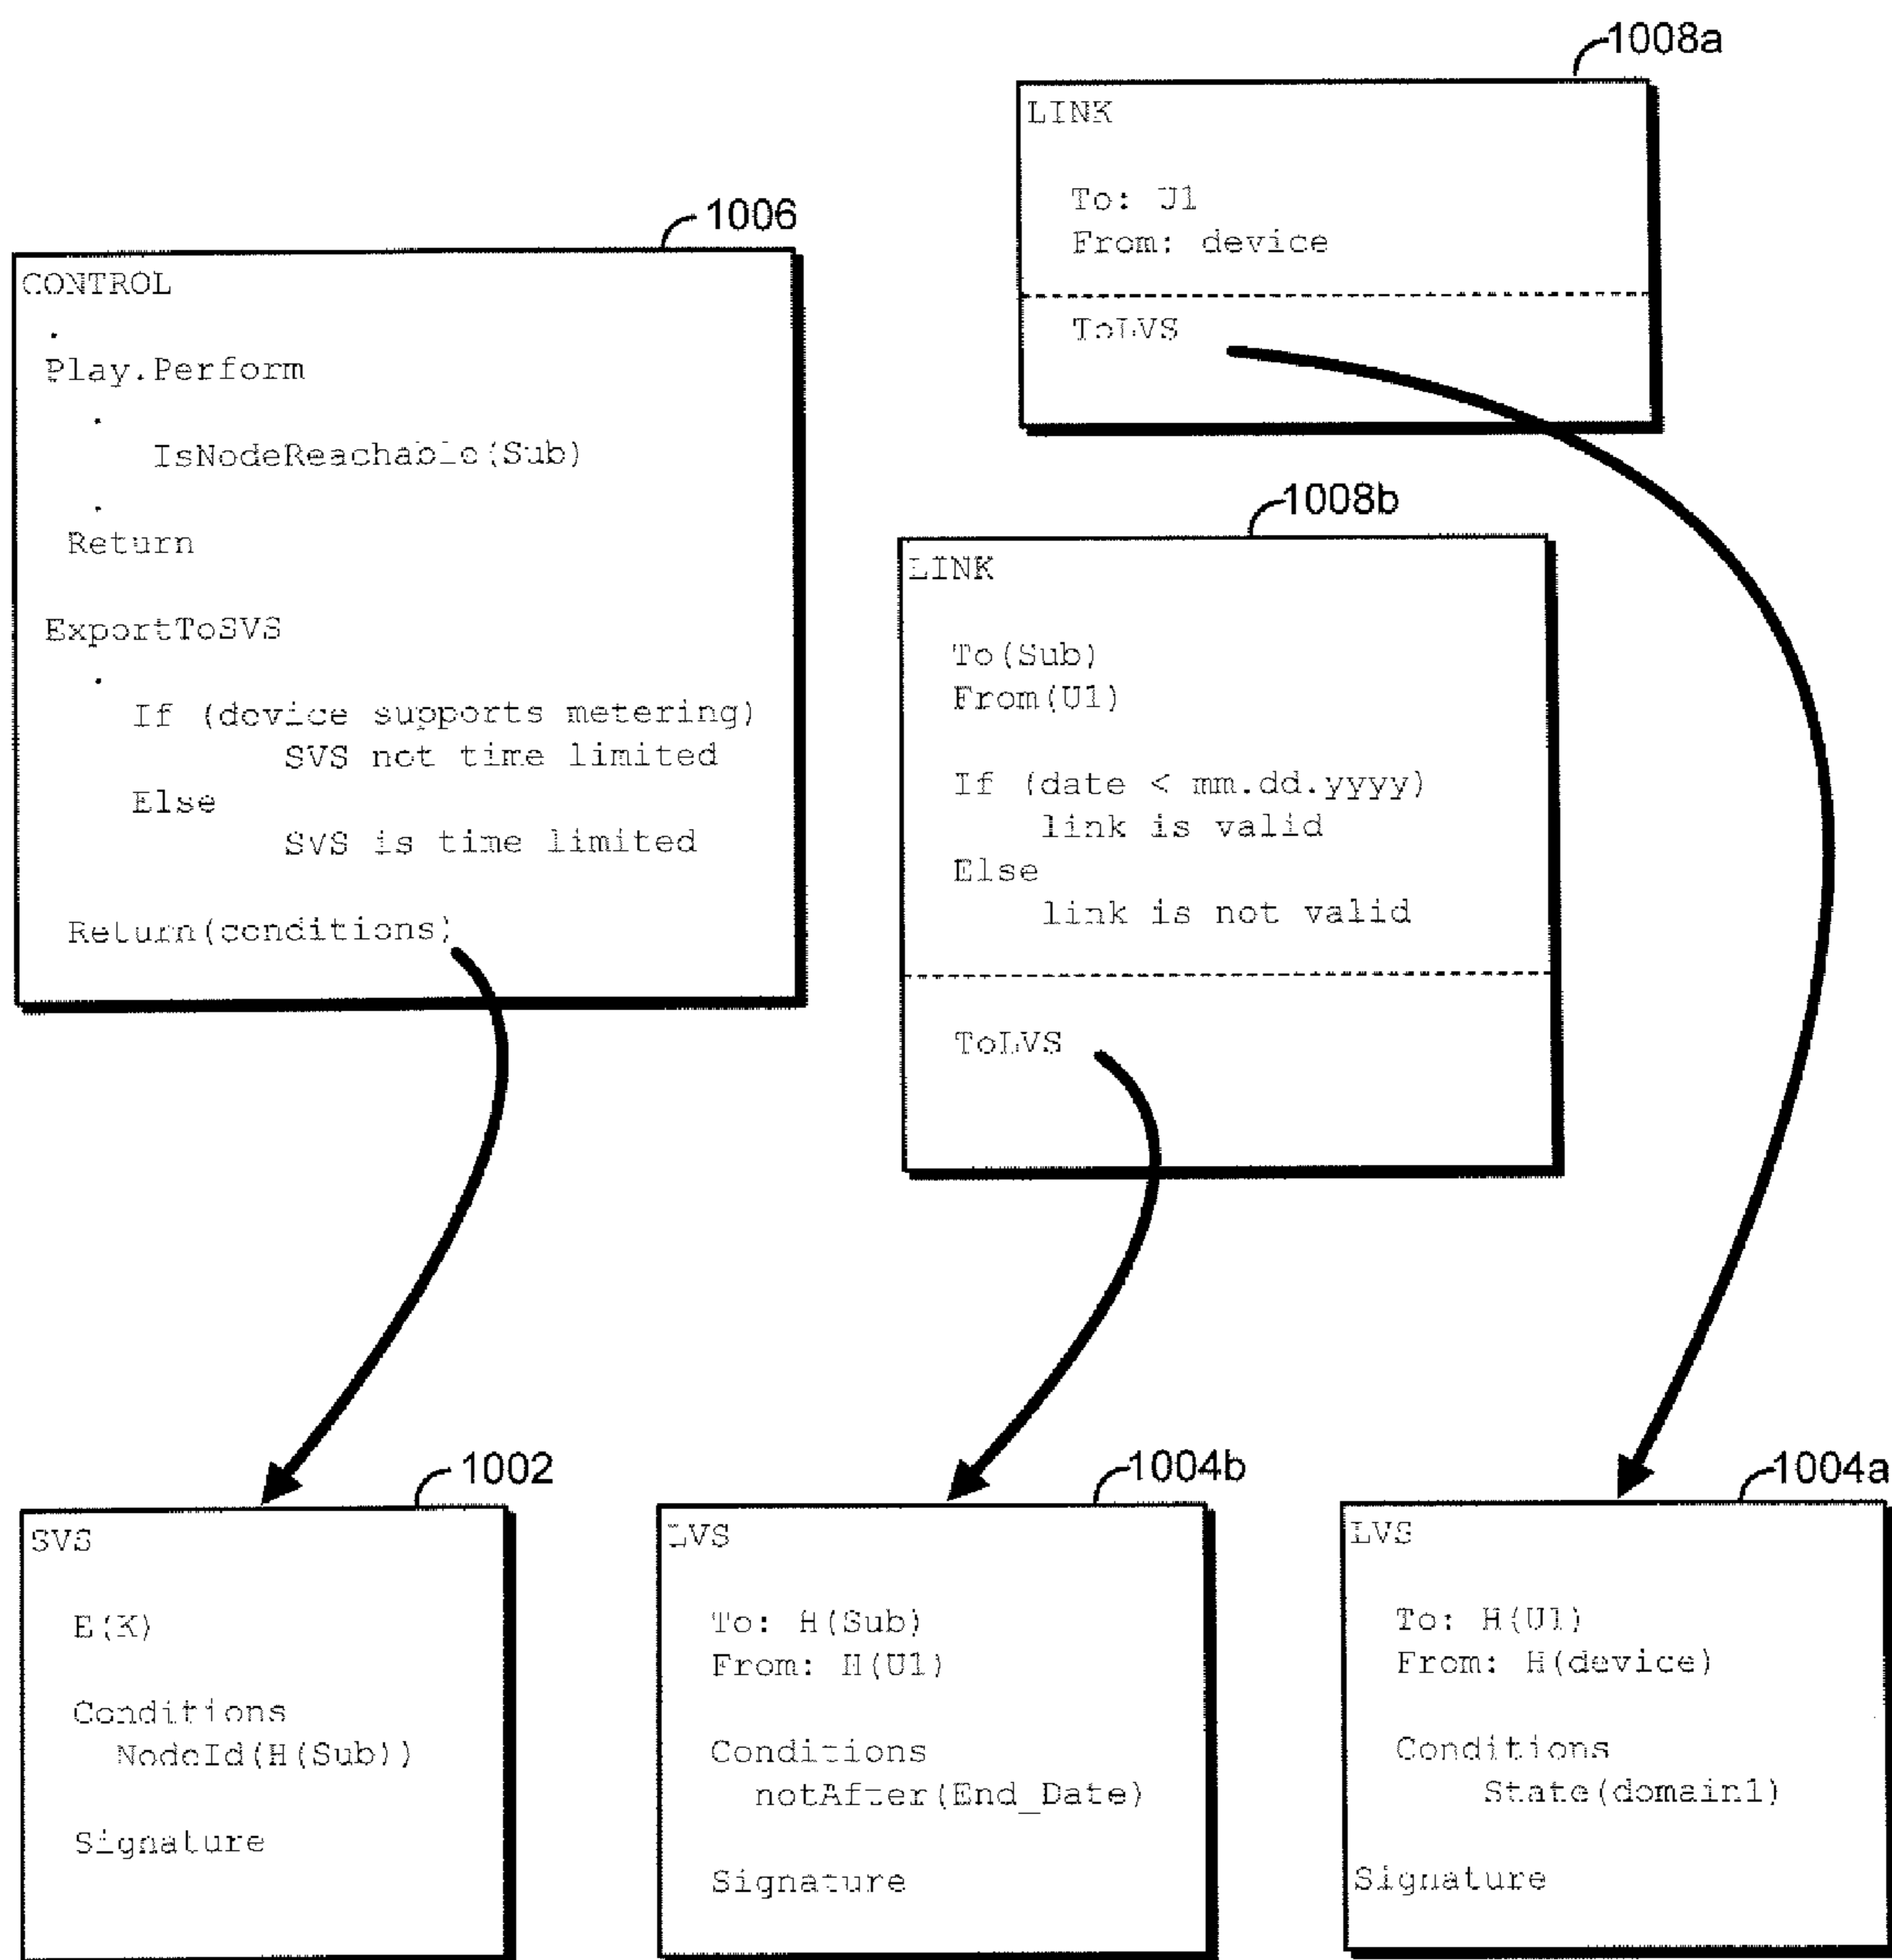 1008a
LINK
To: U1
From: device
ToLVS
1006
CONTROL
.
Play.Perform
.
IsNodeReachable(Sub)
.
Return
ExportToSVS
.
If (device supports metering)
SVS not time limited
Else
SVS is time limited
Return(conditions)
1008b
LINK
To(Sub)
From(U1)
If (date < mm.dd.yyyy)
link is valid
Else
link is not valid
ToLVS
1002
SVS
E(K)
Conditions
NodeId(H(Sub))
Signature
1004b
LVS
To: H(Sub)
From: H(U1)
Conditions
notAfter(End_Date)
Signature
1004a
LVS
To: H(U1)
From: H(device)
Conditions
State(domain1)
Signature